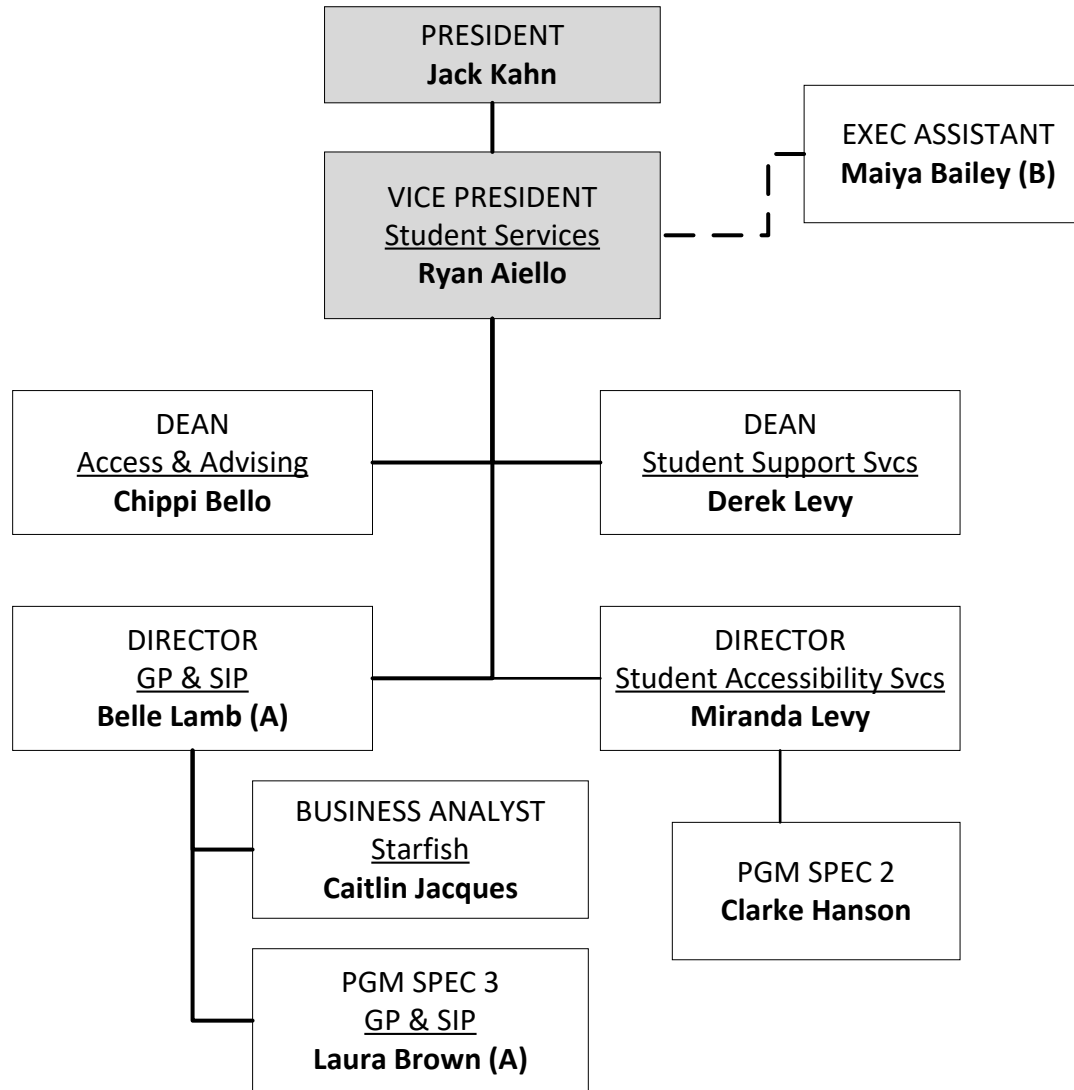 PRESIDENT
Jack Kahn
EXEC ASSISTANT
Maiya Bailey (B)
VICE PRESIDENT
Student Services
Ryan Aiello
DEAN
Access & Advising
Chippi Bello
DEAN
Student Support Svcs
Derek Levy
DIRECTOR
GP & SIP
Belle Lamb (A)
DIRECTOR
Student Accessibility Svcs
Miranda Levy
BUSINESS ANALYST
Starfish
Caitlin Jacques
PGM SPEC 2
Clarke Hanson
PGM SPEC 3
GP & SIP
Laura Brown (A)